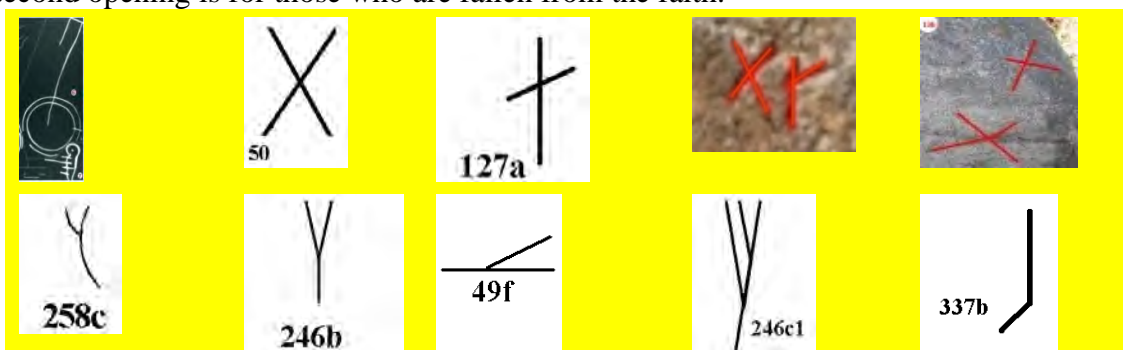 second opening is for those who are fallen from the faith.
50
127a
258c
246b
49f
246c1
337b